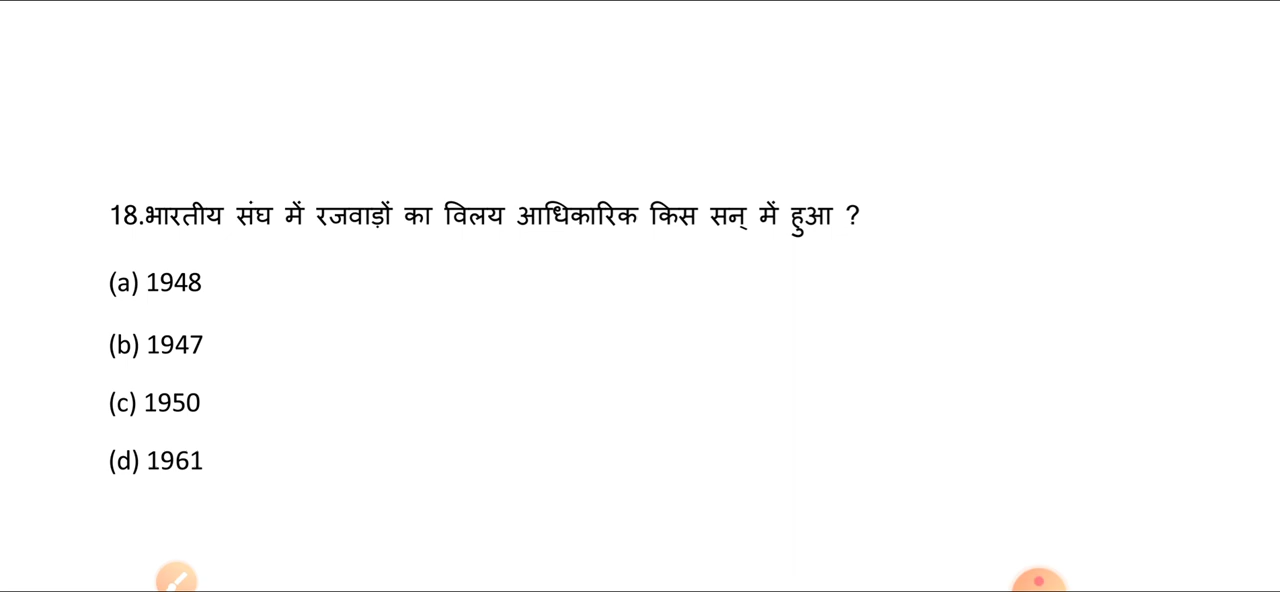 18.भारतीय संघ में रजवाड़ों का विलय आधिकारिक किस सन् में हुआ ?
(a) 1948
(b) 1947
(c) 1950
(d) 1961